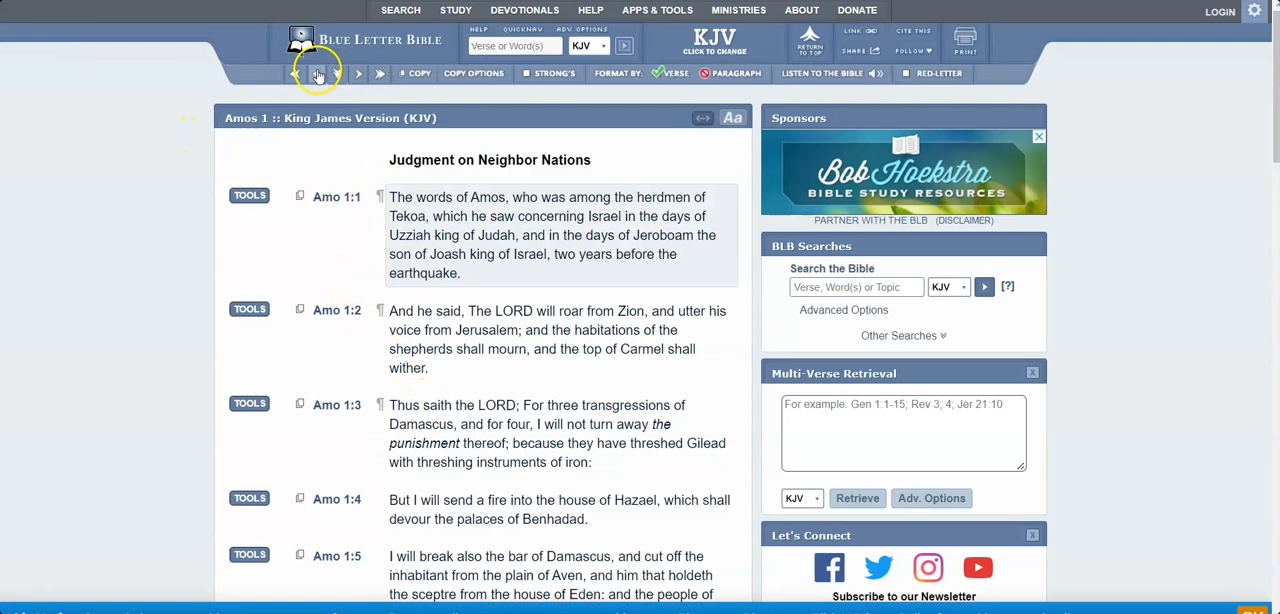 SEARCH STUDY DEVOTIONALS HELP APPS & TOOLS MINISTRIES ABOUT DONATE LOGIN
BLUE LETTER BIBLE
HELP QUICKNAV ADV. OPTIONS
Verse or Word(s) KJV
KJV
CLICK TO CHANGE
RETURN
TO TOP
LINK CITE THIS
SHARE FOLLOW
PRINT
COPY COPY OPTIONS STRONG'S FORMAT BY: VERSE PARAGRAPH LISTEN TO THE BIBLE RED-LETTER
Amos 1 :: King James Version (KJV) Aa
Judgment on Neighbor Nations
TOOLS Amo 1:1 ¶ The words of Amos, who was among the herdmen of
Tekoa, which he saw concerning Israel in the days of
Uzziah king of Judah, and in the days of Jeroboam the
son of Joash king of Israel, two years before the
earthquake.
TOOLS Amo 1:2 ¶ And he said, The LORD will roar from Zion, and utter his
voice from Jerusalem; and the habitations of the
shepherds shall mourn, and the top of Carmel shall
wither.
TOOLS Amo 1:3 ¶ Thus saith the LORD; For three transgressions of
Damascus, and for four, I will not turn away the
punishment thereof; because they have threshed Gilead
with threshing instruments of iron:
TOOLS Amo 1:4 But I will send a fire into the house of Hazael, which shall
devour the palaces of Benhadad.
TOOLS Amo 1:5 I will break also the bar of Damascus, and cut off the
inhabitant from the plain of Aven, and him that holdeth
the sceptre from the house of Eden: and the people of
Sponsors
Bob Hoekstra
BIBLE STUDY RESOURCES
PARTNER WITH THE BLB (DISCLAIMER)
BLB Searches
Search the Bible
Verse, Word(s) or Topic KJV [?]
Advanced Options
Other Searches
Multi-Verse Retrieval X
For example: Gen 1:1-15; Rev 3; 4; Jer 21:10
KJV Retrieve Adv. Options
Let's Connect X
Subscribe to our Newsletter